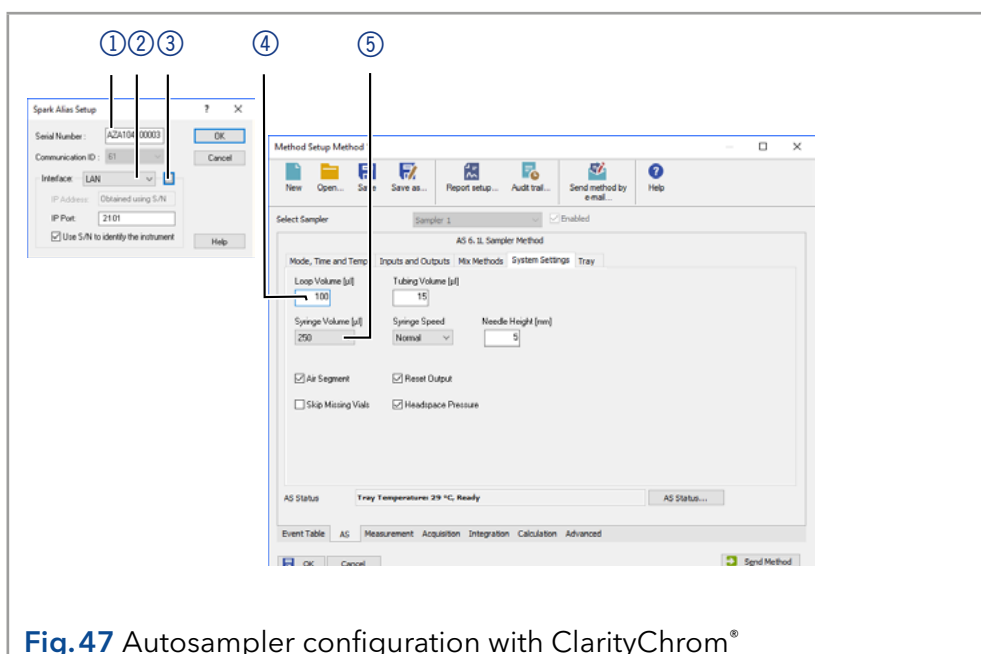 ① ② ③ ④ ⑤
Spark Alias Setup ? ×
Serial Number : 00003 OK
Communication ID : 61 Cancel
Interface: LAN
IP Address: Obtained using S/N
IP Port: 2101
Use S/N to identify the instrument Help
Method Setup Method
New Open... Save Save as... Report setup... Audit trail... Send method by e-mail... Help
Select Sampler Sampler 1 Enabled
AS 6.1L Sampler Method
Mode, Time and Temp Inputs and Outputs Mix Methods System Settings Tray
Loop Volume [µl] Tubing Volume [µl]
100 15
Syringe Volume [µl] Syringe Speed Needle Height [mm]
250 Normal 5
Air Segment Reset Output
Skip Missing Vials Headspace Pressure
AS Status Tray Temperature: 29 °C, Ready AS Status...
Event Table AS Measurement Acquisition Integration Calculation Advanced
OK Cancel Send Method
Fig. 47 Autosampler configuration with ClarityChrom®